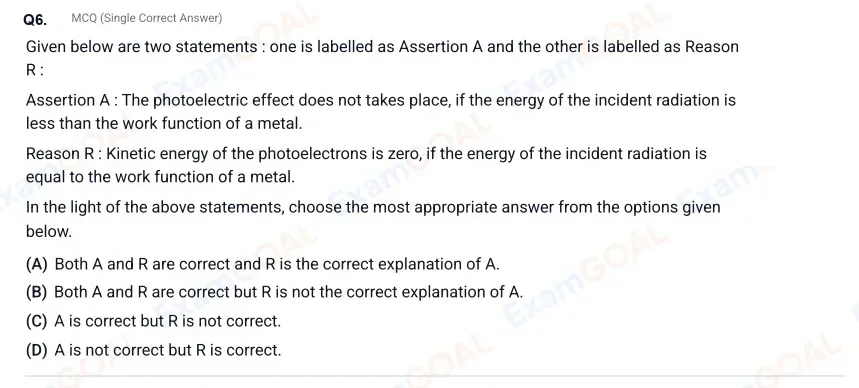 Q6. MCQ (Single Correct Answer)
Given below are two statements : one is labelled as Assertion A and the other is labelled as Reason
R :
Assertion A : The photoelectric effect does not takes place, if the energy of the incident radiation is
less than the work function of a metal.
Reason R : Kinetic energy of the photoelectrons is zero, if the energy of the incident radiation is
equal to the work function of a metal.
In the light of the above statements, choose the most appropriate answer from the options given
below.
(A) Both A and R are correct and R is the correct explanation of A.
(B) Both A and R are correct but R is not the correct explanation of A.
(C) A is correct but R is not correct.
(D) A is not correct but R is correct.
ExamGOAL